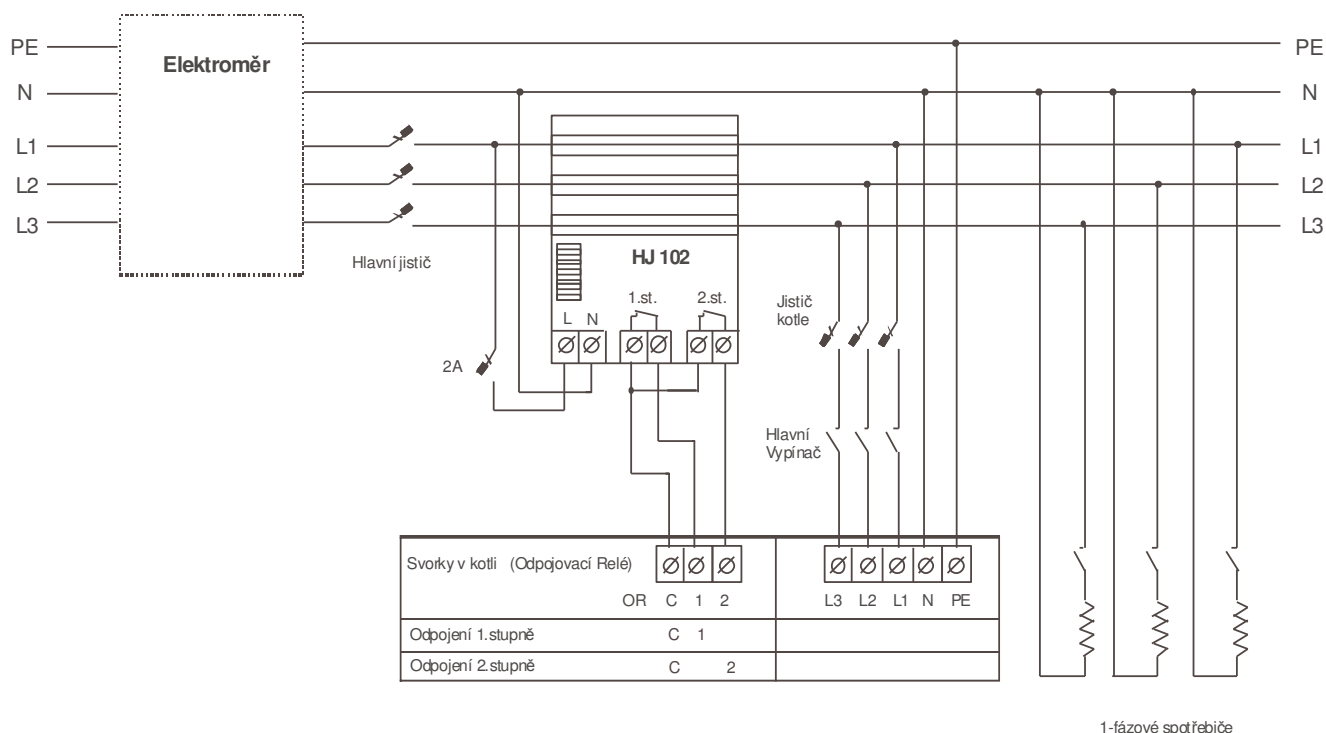 PE
Elektroměr
PE
N
N
L1
L1
L2
L2
L3
L3
Hlavní jistič
HJ 102
1.st.
2.st.
L N
Jistič
kotle
2A
Hlavní
Vypínač
Svorky v kotli (Odpojovací Relé)
OR C 1 2
L3 L2 L1 N PE
Odpojení 1.stupně C 1
Odpojení 2.stupně C 2
1-fázové spotřebiče